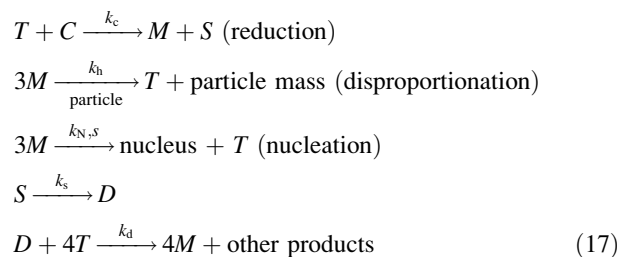 T + C —k_c→ M + S (reduction)
3M —k_h→ T + particle mass (disproportionation)
particle
3M —k_N,s→ nucleus + T (nucleation)
S —k_s→ D
D + 4T —k_d→ 4M + other products (17)